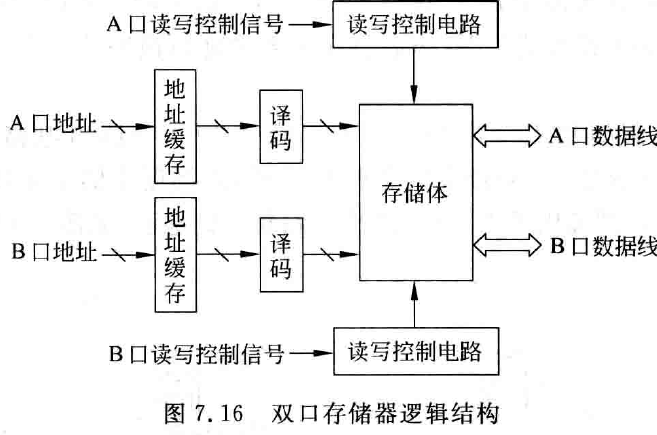 A口读写控制信号
读写控制电路
A口地址
地址缓存
译码
存储体
A口数据线
B口地址
地址缓存
译码
B口数据线
B口读写控制信号
读写控制电路
图 7.16 双口存储器逻辑结构